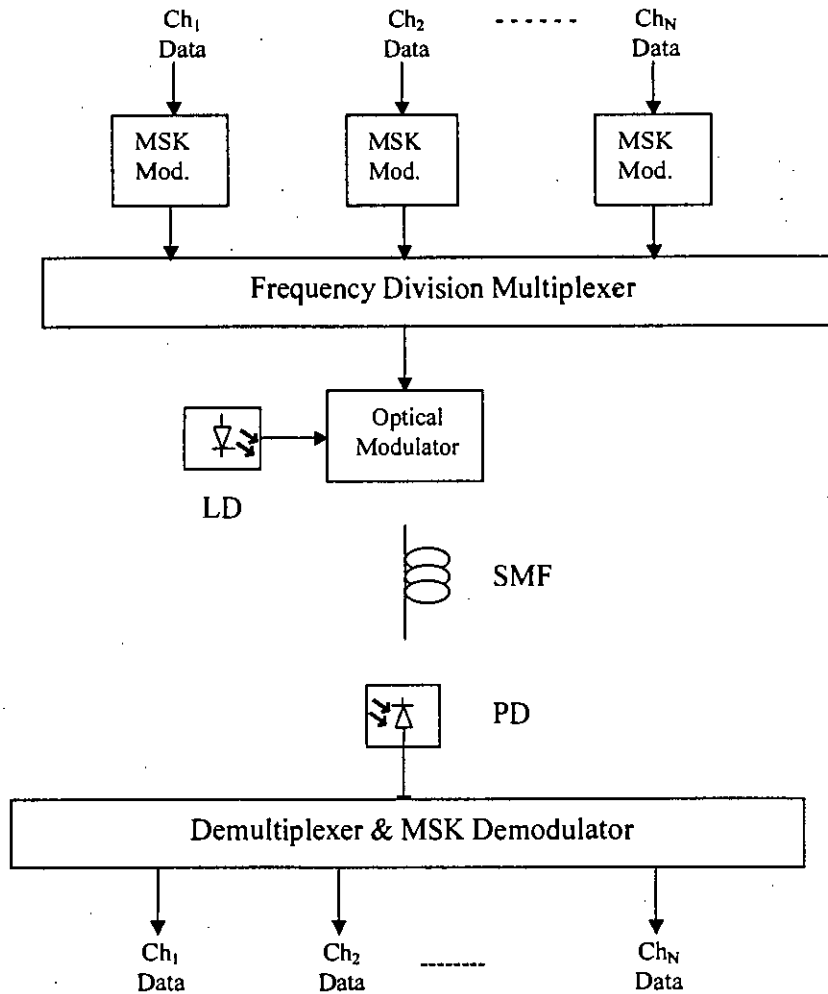 Ch₁ Ch₂ ------ Chₙ
Data Data Data
MSK MSK MSK
Mod. Mod. Mod.
Frequency Division Multiplexer
Optical
Modulator
LD
SMF
PD
Demultiplexer & MSK Demodulator
Ch₁ Ch₂ ------- Chₙ
Data Data Data